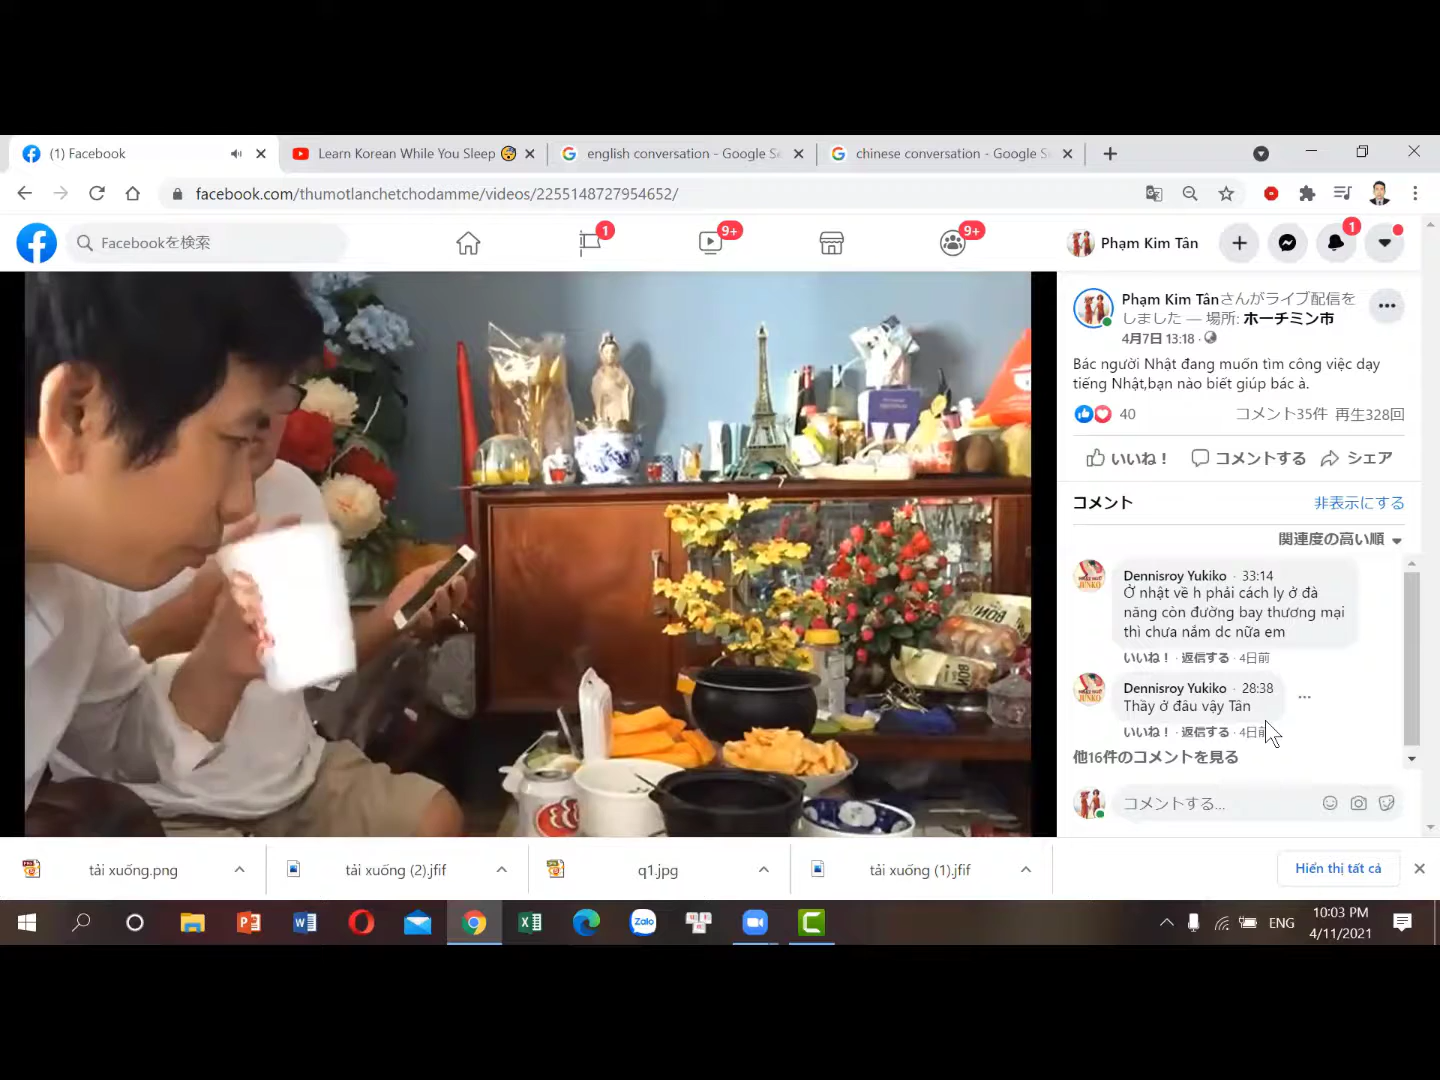 (1) Facebook
Learn Korean While You Sleep 😴
english conversation - Google Se
chinese conversation - Google Se
facebook.com/thumotlanchetchodamme/videos/2255148727954652/
Facebookを検索
1
9+
9+
Phạm Kim Tân
1
Phạm Kim Tânさんがライブ配信を
しました — 場所: ホーチミン市
4月7日 13:18 ·
Bác người Nhật đang muốn tìm công việc dạy
tiếng Nhật,bạn nào biết giúp bác à.
40
コメント35件 再生328回
いいね！ コメントする シェア
コメント
非表示にする
関連度の高い順
Dennisroy Yukiko · 33:14
Ở nhật về h phải cách ly ở đà
nãng còn đường bay thương mại
thì chưa nắm dc nữa em
いいね！ · 返信する · 4日前
Dennisroy Yukiko · 28:38
Thầy ở đâu vậy Tân
いいね！ · 返信する · 4日前
他16件のコメントを見る
コメントする...
tải xuống.png
tải xuống (2).jfif
q1.jpg
tải xuống (1).jfif
Hiển thị tất cả
Zalo
ENG
10:03 PM
4/11/2021